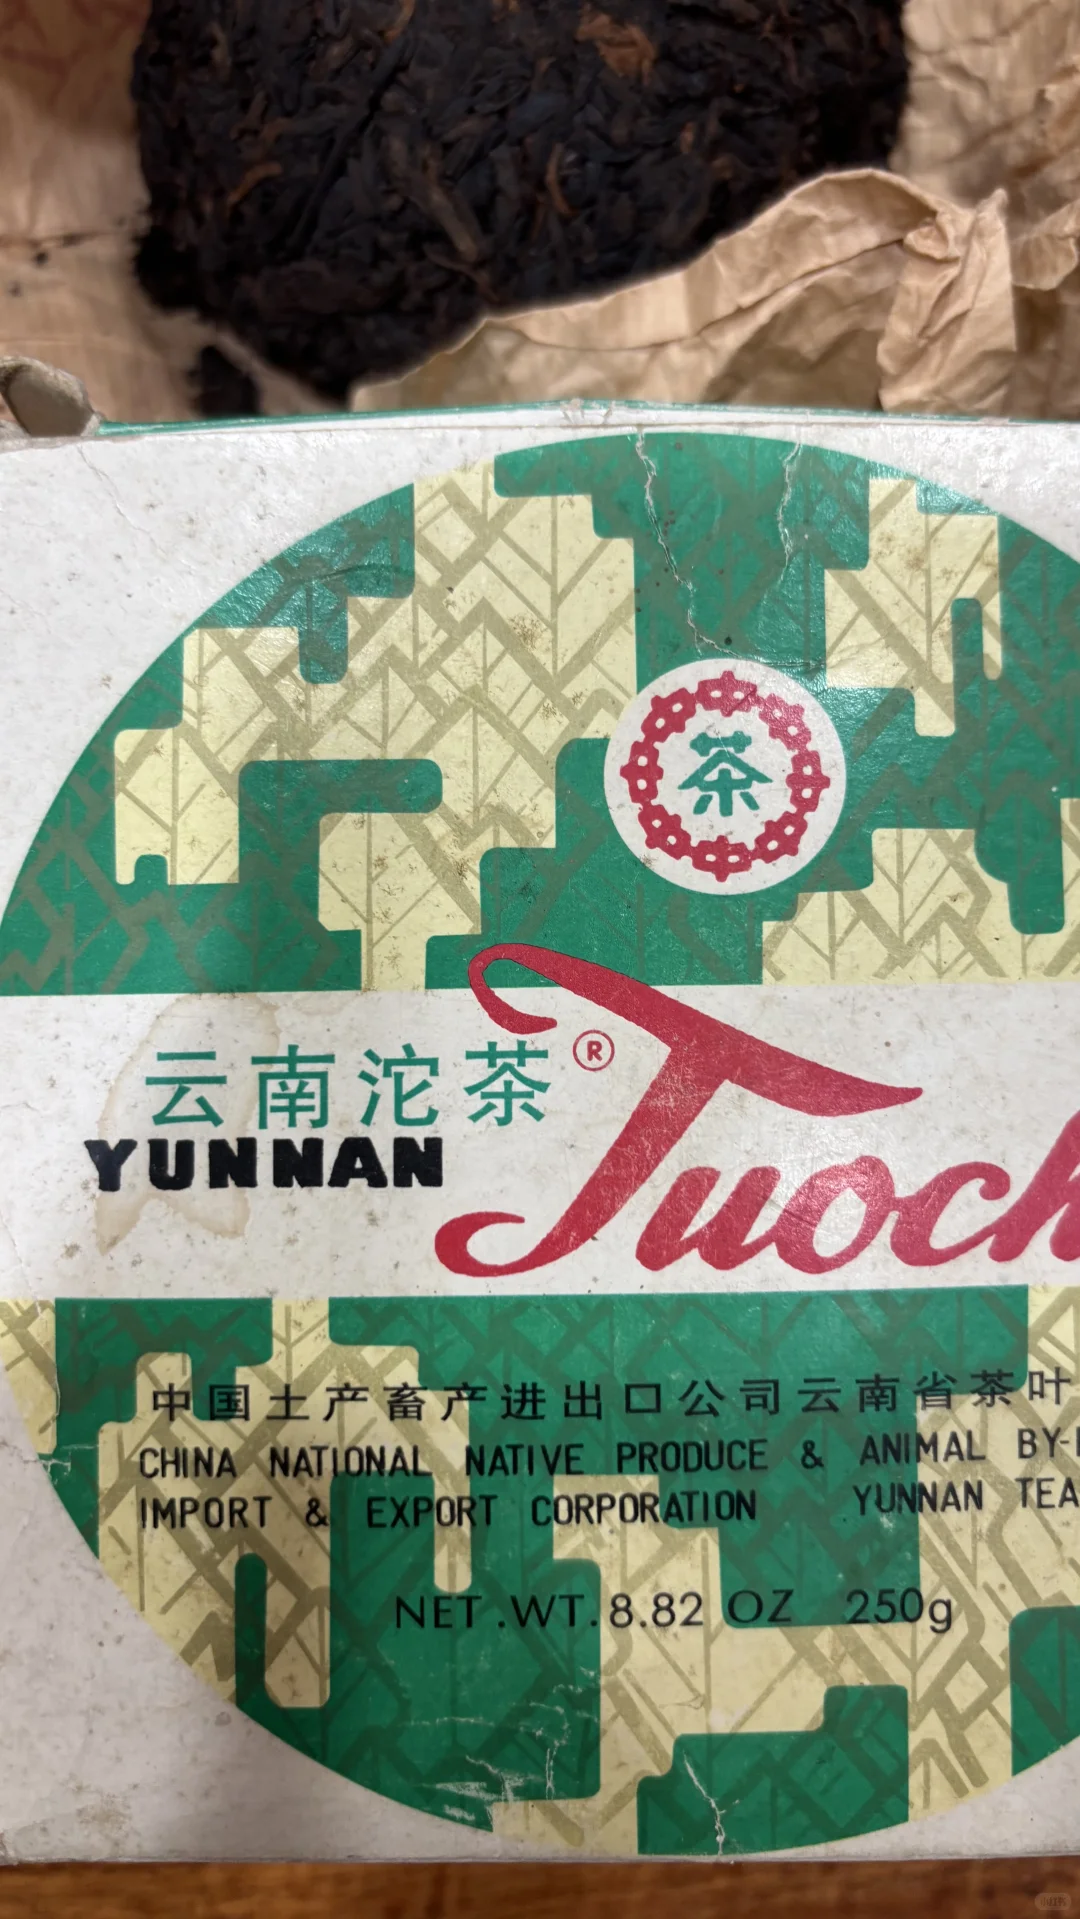 茶
云南沱茶®
YUNNAN Tuoch
中国土产畜产进出口公司云南省茶叶
CHINA NATIONAL NATIVE PRODUCE & ANIMAL BY-
IMPORT & EXPORT CORPORATION YUNNAN TEA
NET.WT.8.82 OZ 250g